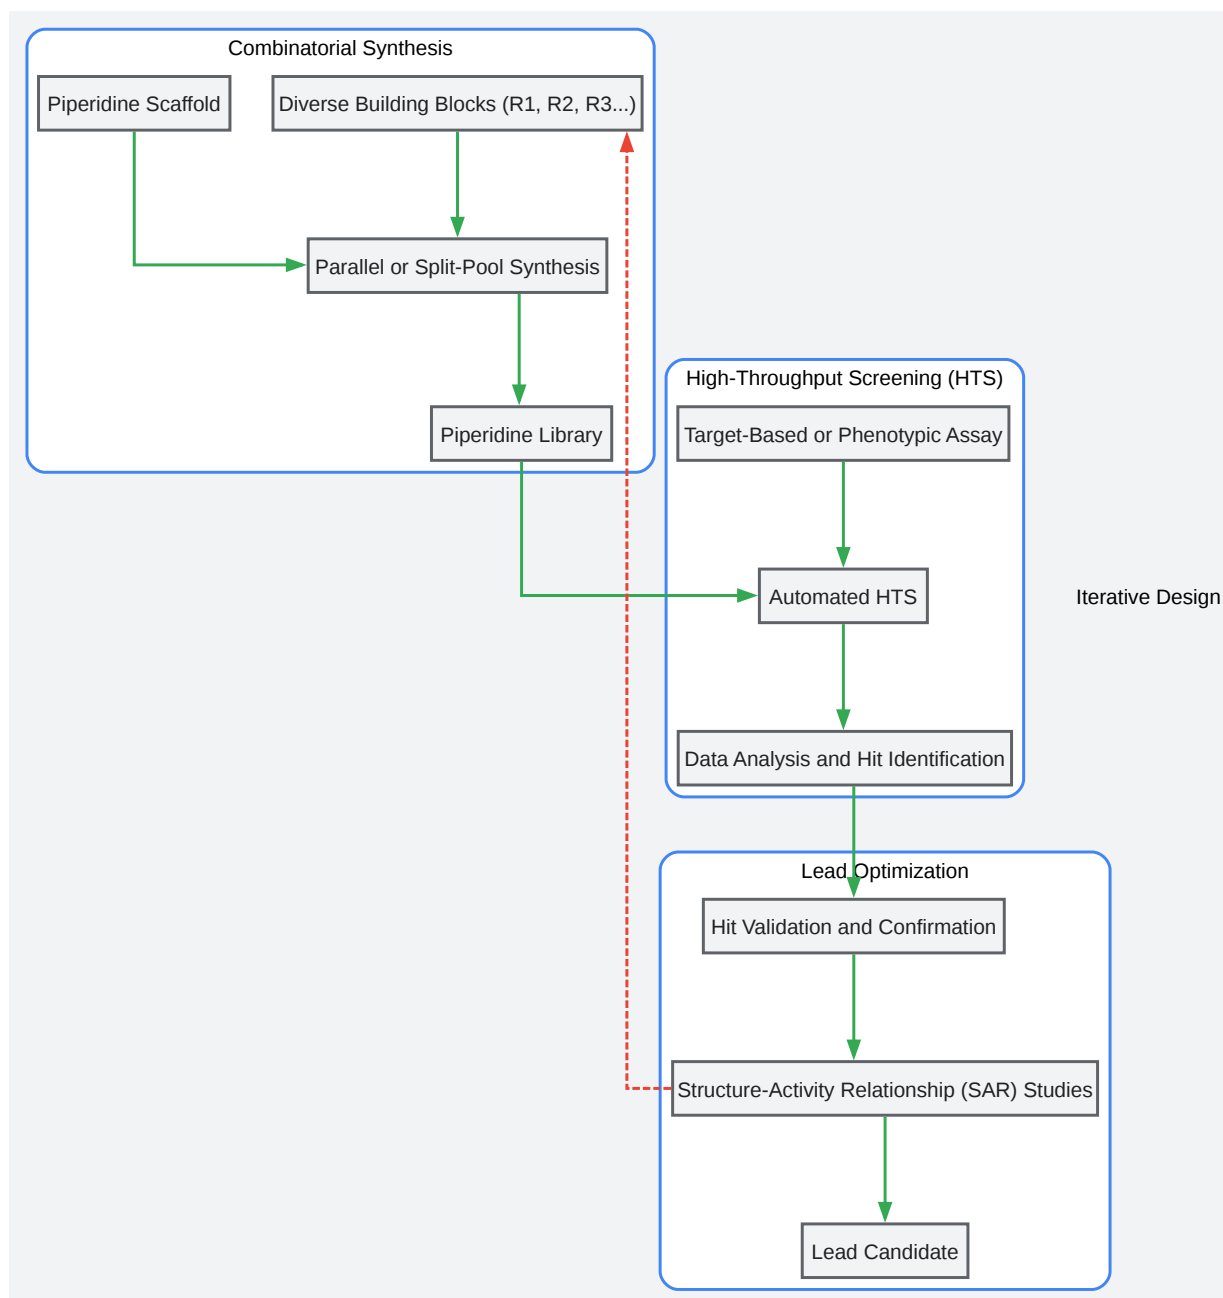 Combinatorial Synthesis
Piperidine Scaffold
Diverse Building Blocks (R1, R2, R3...)
Parallel or Split-Pool Synthesis
Piperidine Library
High-Throughput Screening (HTS)
Target-Based or Phenotypic Assay
Automated HTS
Iterative Design
Data Analysis and Hit Identification
Lead Optimization
Hit Validation and Confirmation
Structure-Activity Relationship (SAR) Studies
Lead Candidate